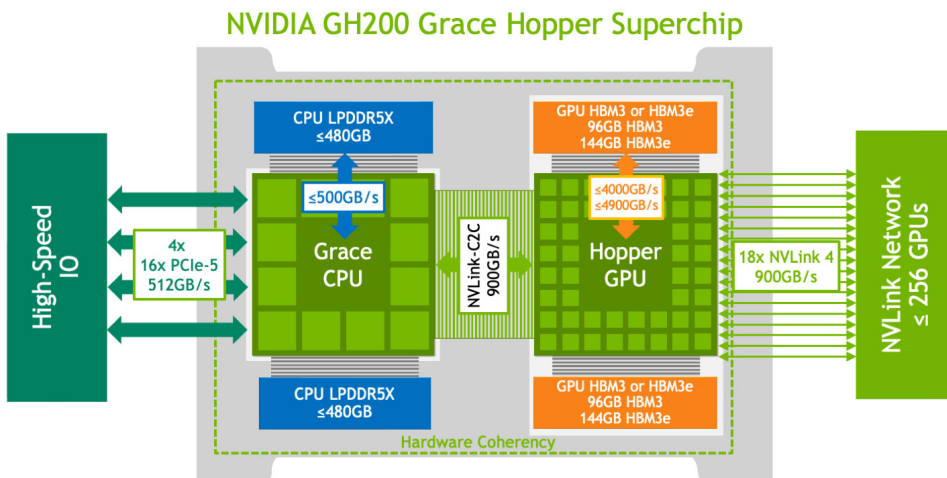 NVIDIA GH200 Grace Hopper Superchip
CPU LPDDR5X
≤480GB
GPU HBM3 or HBM3e
96GB HBM3
144GB HBM3e
≤500GB/s
≤4000GB/s
≤4900GB/s
High-Speed
IO
4x
16x PCIe-5
512GB/s
Grace
CPU
NVLink-C2C
900GB/s
Hopper
GPU
18x NVLink 4
900GB/s
NVLink Network
≤ 256 GPUs
CPU LPDDR5X
≤480GB
GPU HBM3 or HBM3e
96GB HBM3
144GB HBM3e
Hardware Coherency